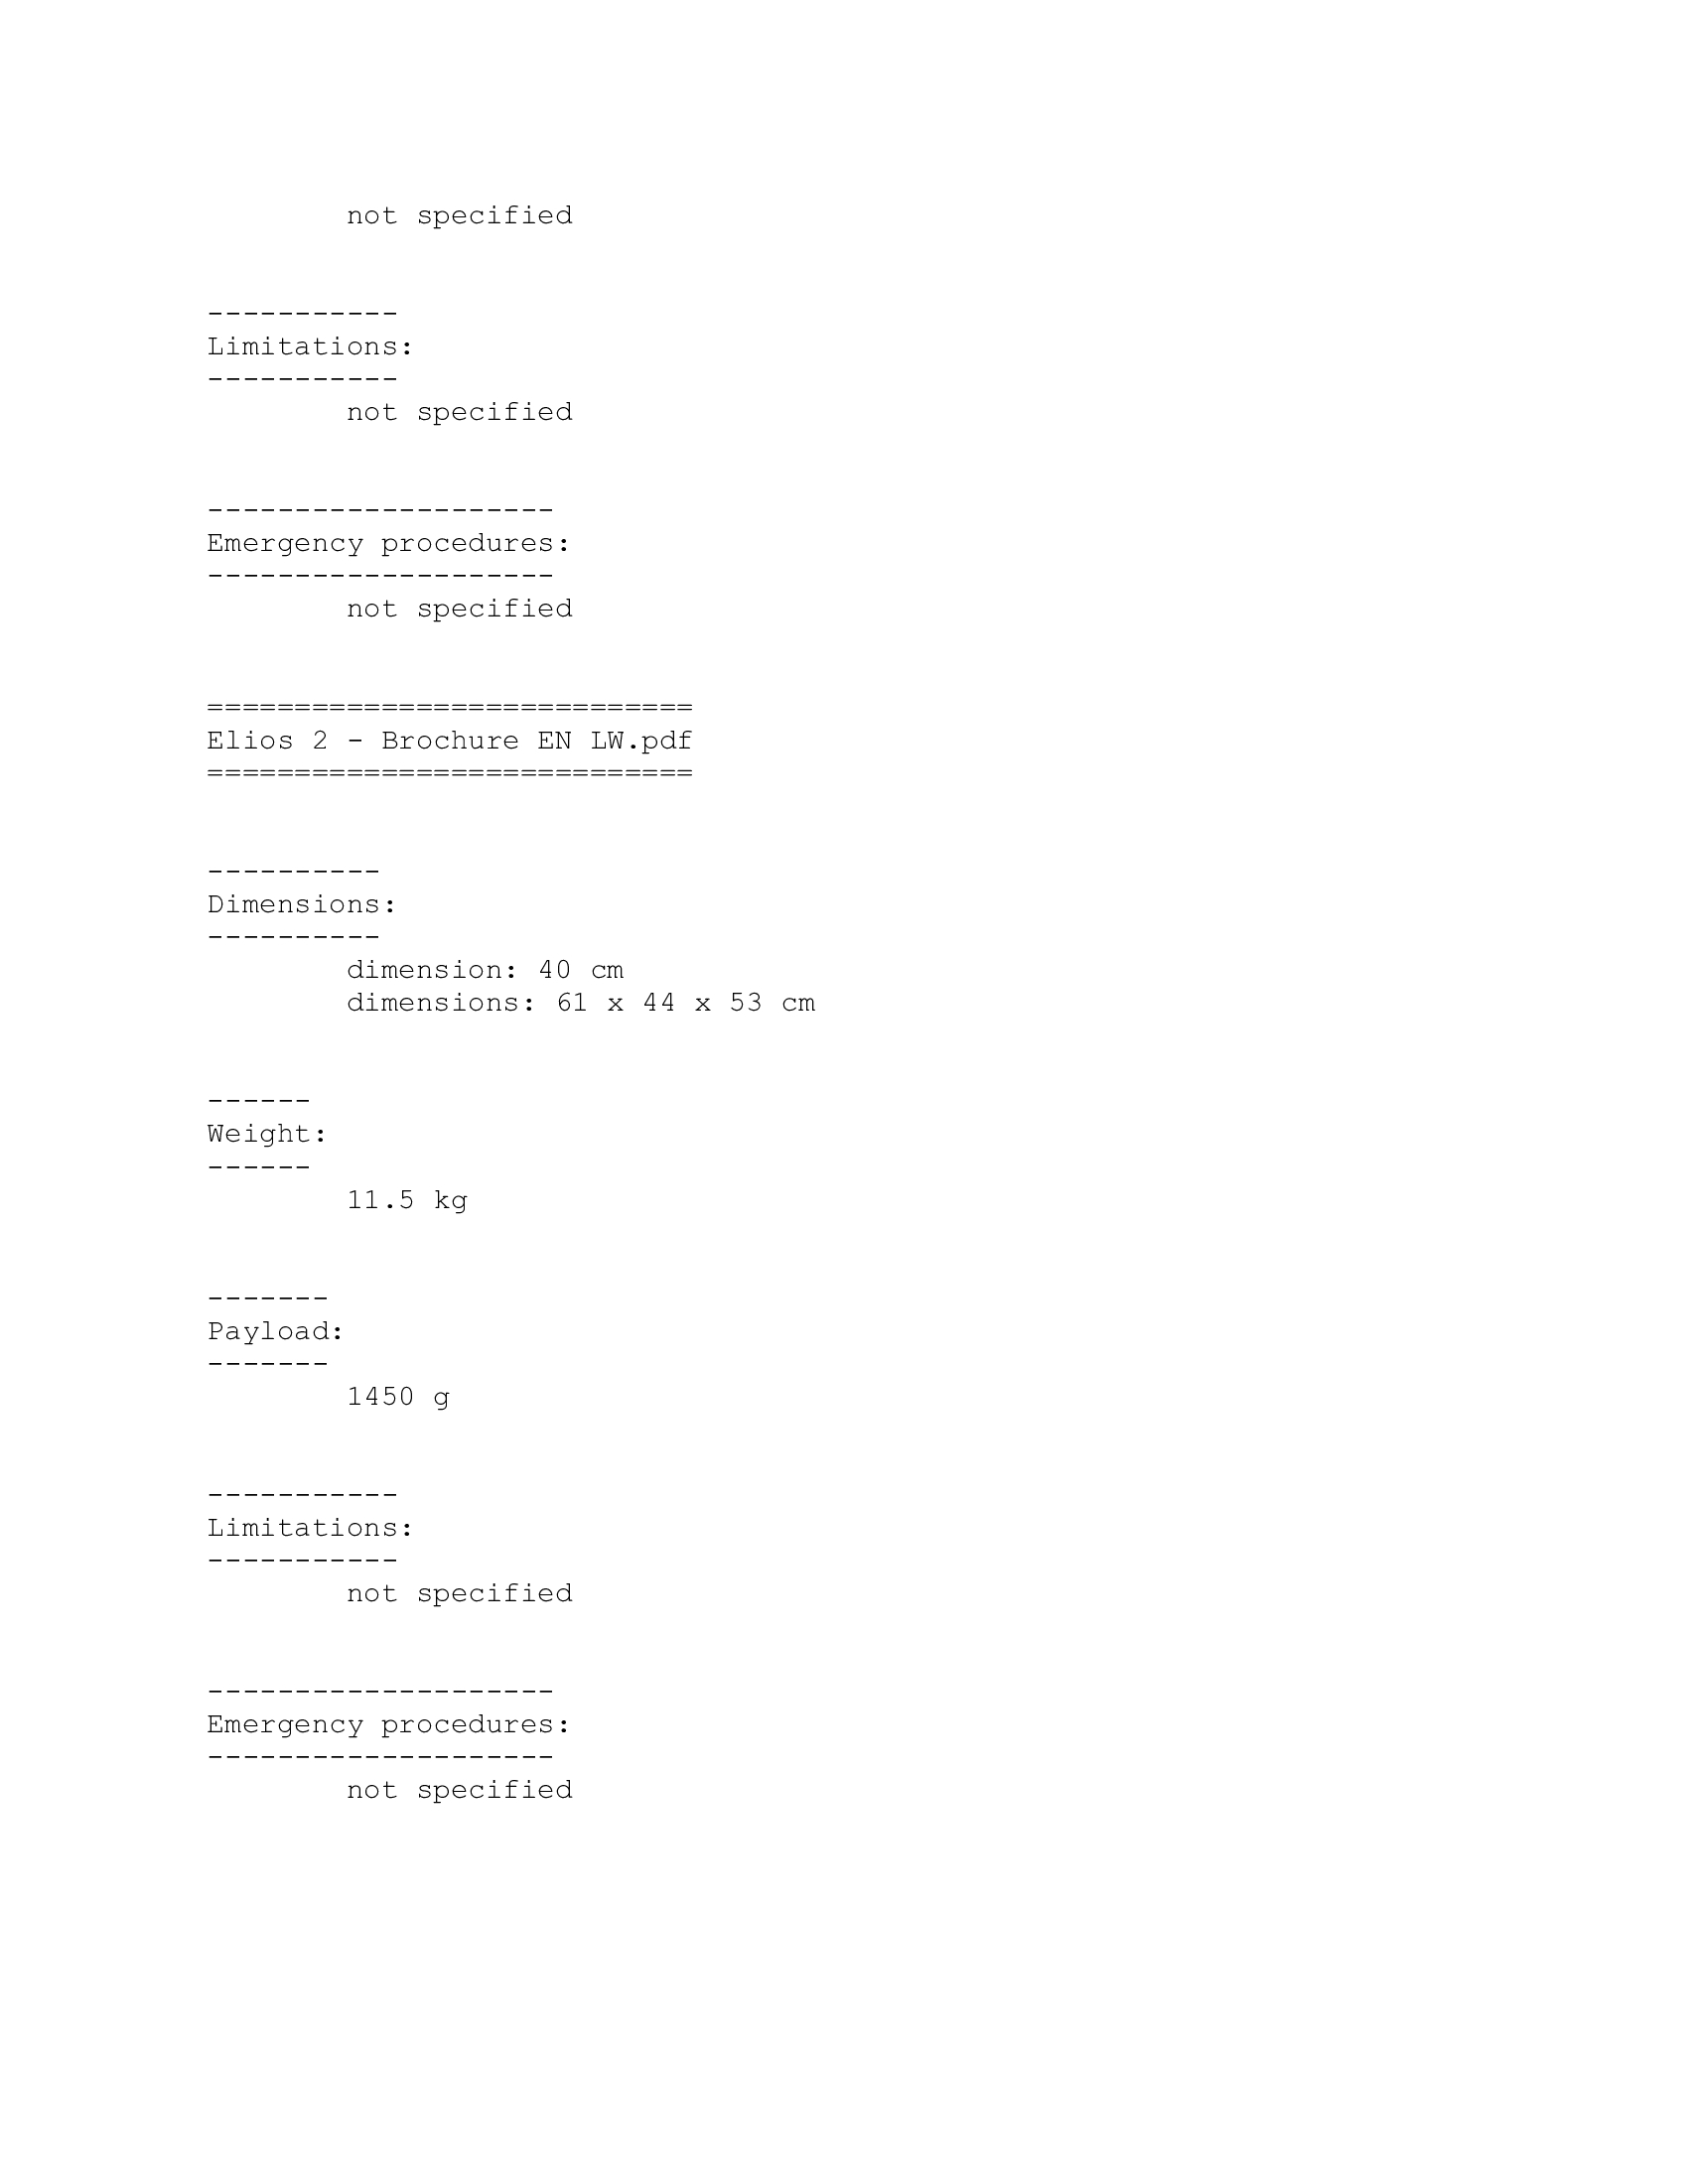 not specified
-----------
Limitations:
-----------
not specified
--------------------
Emergency procedures:
--------------------
not specified
============================
Elios 2 - Brochure EN LW.pdf
============================
----------
Dimensions:
----------
dimension: 40 cm
dimensions: 61 x 44 x 53 cm
------
Weight:
------
11.5 kg
-------
Payload:
-------
1450 g
-----------
Limitations:
-----------
not specified
--------------------
Emergency procedures:
--------------------
not specified